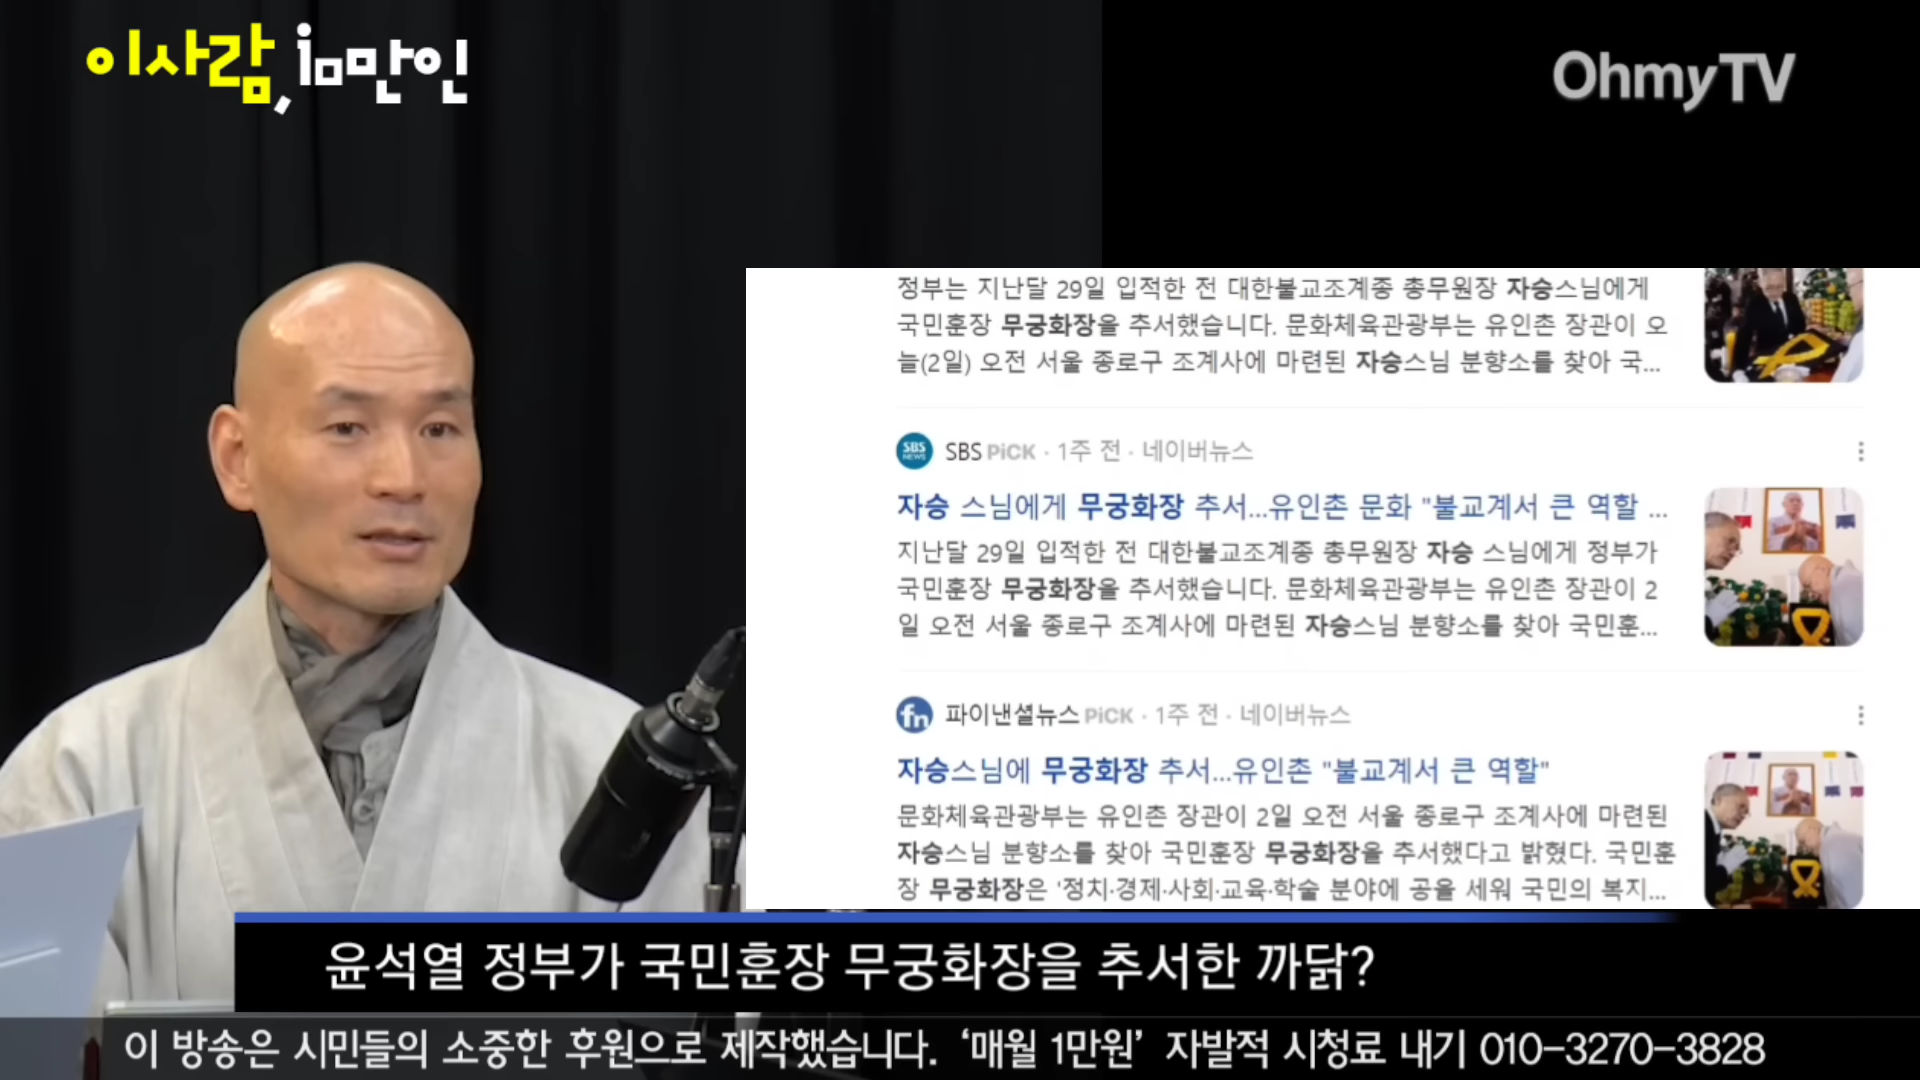 이사람, 10만인
OhmyTV
정부는 지난달 29일 입적한 전 대한불교조계종 총무원장 자승스님에게
국민훈장 무궁화장을 추서했습니다. 문화체육관광부는 유인촌 장관이 오
늘(2일) 오전 서울 종로구 조계사에 마련된 자승스님 분향소를 찾아 국...
SBS NEWS
SBS PiCK · 1주 전 · 네이버뉴스
자승 스님에게 무궁화장 추서...유인촌 문화 "불교계서 큰 역할 ...
지난달 29일 입적한 전 대한불교조계종 총무원장 자승 스님에게 정부가
국민훈장 무궁화장을 추서했습니다. 문화체육관광부는 유인촌 장관이 2
일 오전 서울 종로구 조계사에 마련된 자승스님 분향소를 찾아 국민훈...
fn
파이낸셜뉴스 PiCK · 1주 전 · 네이버뉴스
자승스님에 무궁화장 추서...유인촌 "불교계서 큰 역할"
문화체육관광부는 유인촌 장관이 2일 오전 서울 종로구 조계사에 마련된
자승스님 분향소를 찾아 국민훈장 무궁화장을 추서했다고 밝혔다. 국민훈
장 무궁화장은 '정치·경제·사회·교육·학술 분야에 공을 세워 국민의 복지...
윤석열 정부가 국민훈장 무궁화장을 추서한 까닭?
이 방송은 시민들의 소중한 후원으로 제작했습니다. ‘매월 1만원’ 자발적 시청료 내기 010-3270-3828